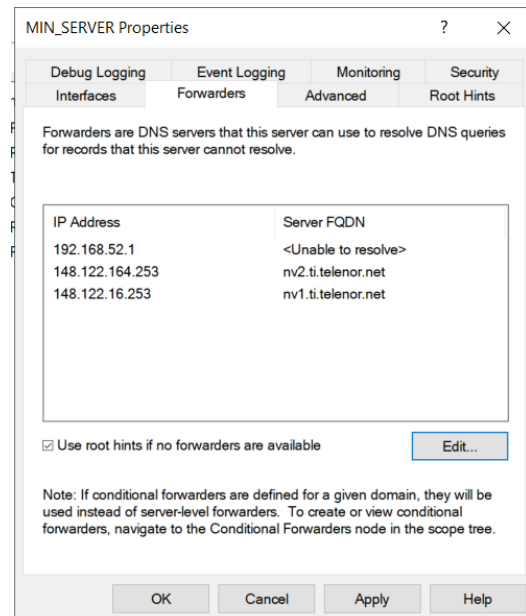 MIN_SERVER Properties
? 
Debug Logging Event Logging Monitoring Security
Interfaces Forwarders Advanced Root Hints
Forwarders are DNS servers that this server can use to resolve DNS queries
for records that this server cannot resolve.
IP Address Server FQDN
192.168.52.1 <Unable to resolve>
148.122.164.253 nv2.ti.telenor.net
148.122.16.253 nv1.ti.telenor.net
Use root hints if no forwarders are available Edit...
Note: If conditional forwarders are defined for a given domain, they will be
used instead of server-level forwarders. To create or view conditional
forwarders, navigate to the Conditional Forwarders node in the scope tree.
OK Cancel Apply Help